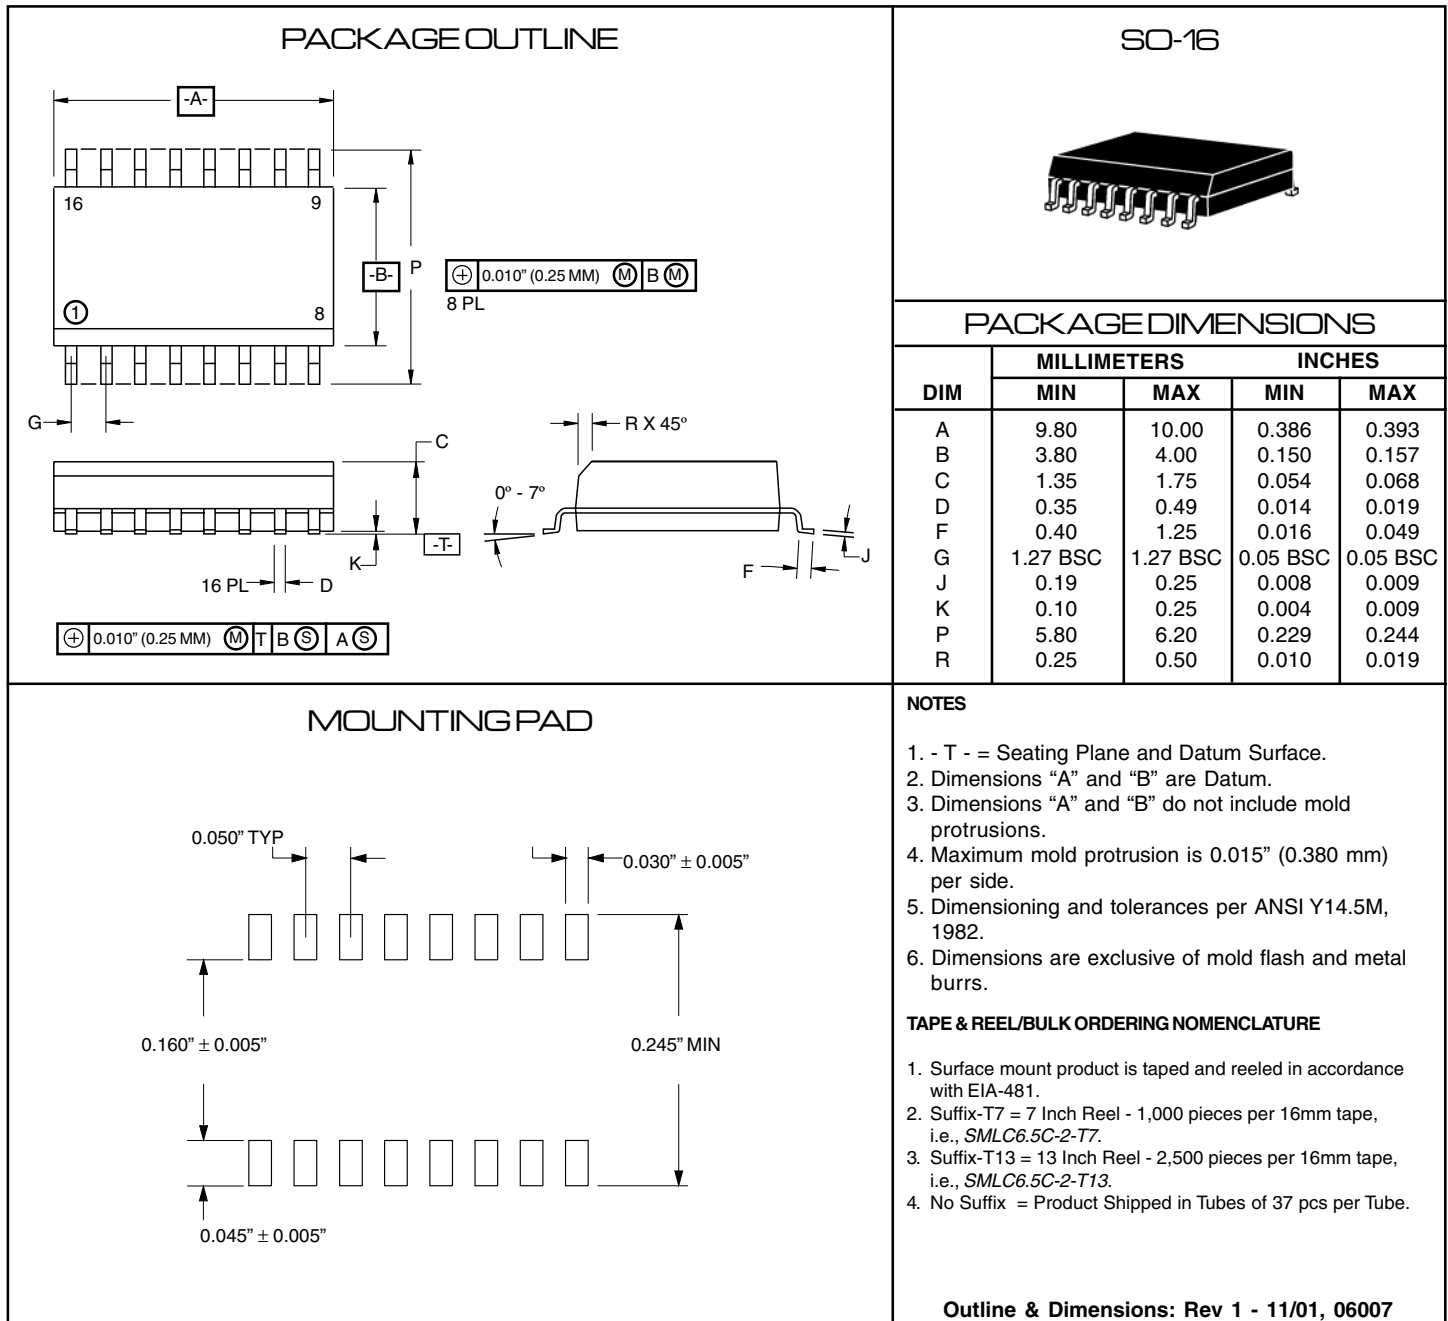 PACKAGE OUTLINE
-A-
16
9
-B-
P
⌖ 0.010" (0.25 MM) Ⓜ B Ⓜ
8 PL
1
8
G
C
R X 45º
0º - 7º
-T-
K
J
F
16 PL
D
⌖ 0.010" (0.25 MM) Ⓜ T B Ⓢ A Ⓢ
SO-16
PACKAGE DIMENSIONS
MILLIMETERS INCHES
DIM MIN MAX MIN MAX
A 9.80 10.00 0.386 0.393
B 3.80 4.00 0.150 0.157
C 1.35 1.75 0.054 0.068
D 0.35 0.49 0.014 0.019
F 0.40 1.25 0.016 0.049
G 1.27 BSC 1.27 BSC 0.05 BSC 0.05 BSC
J 0.19 0.25 0.008 0.009
K 0.10 0.25 0.004 0.009
P 5.80 6.20 0.229 0.244
R 0.25 0.50 0.010 0.019
MOUNTING PAD
0.050" TYP
0.030" ± 0.005"
0.160" ± 0.005"
0.245" MIN
0.045" ± 0.005"
NOTES
1. - T - = Seating Plane and Datum Surface.
2. Dimensions “A” and “B” are Datum.
3. Dimensions “A” and “B” do not include mold
protrusions.
4. Maximum mold protrusion is 0.015” (0.380 mm)
per side.
5. Dimensioning and tolerances per ANSI Y14.5M,
1982.
6. Dimensions are exclusive of mold flash and metal
burrs.
TAPE & REEL/BULK ORDERING NOMENCLATURE
1. Surface mount product is taped and reeled in accordance
with EIA-481.
2. Suffix-T7 = 7 Inch Reel - 1,000 pieces per 16mm tape,
i.e., SMLC6.5C-2-T7.
3. Suffix-T13 = 13 Inch Reel - 2,500 pieces per 16mm tape,
i.e., SMLC6.5C-2-T13.
4. No Suffix = Product Shipped in Tubes of 37 pcs per Tube.
Outline & Dimensions: Rev 1 - 11/01, 06007